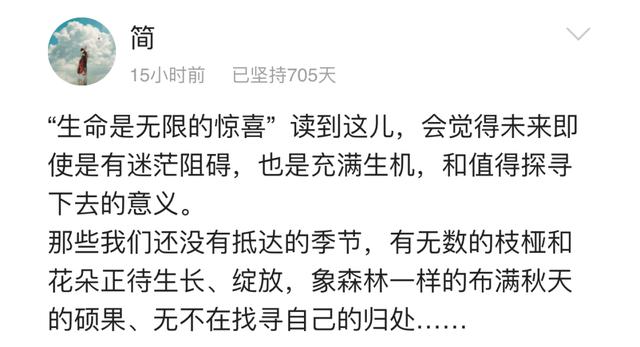 简
15小时前 已坚持705天
“生命是无限的惊喜”读到这儿，会觉得未来即
使是有迷茫阻碍，也是充满生机，和值得探寻
下去的意义。
那些我们还没有抵达的季节，有无数的枝桠和
花朵正待生长、绽放，象森林一样的布满秋天
的硕果、无不在找寻自己的归处……